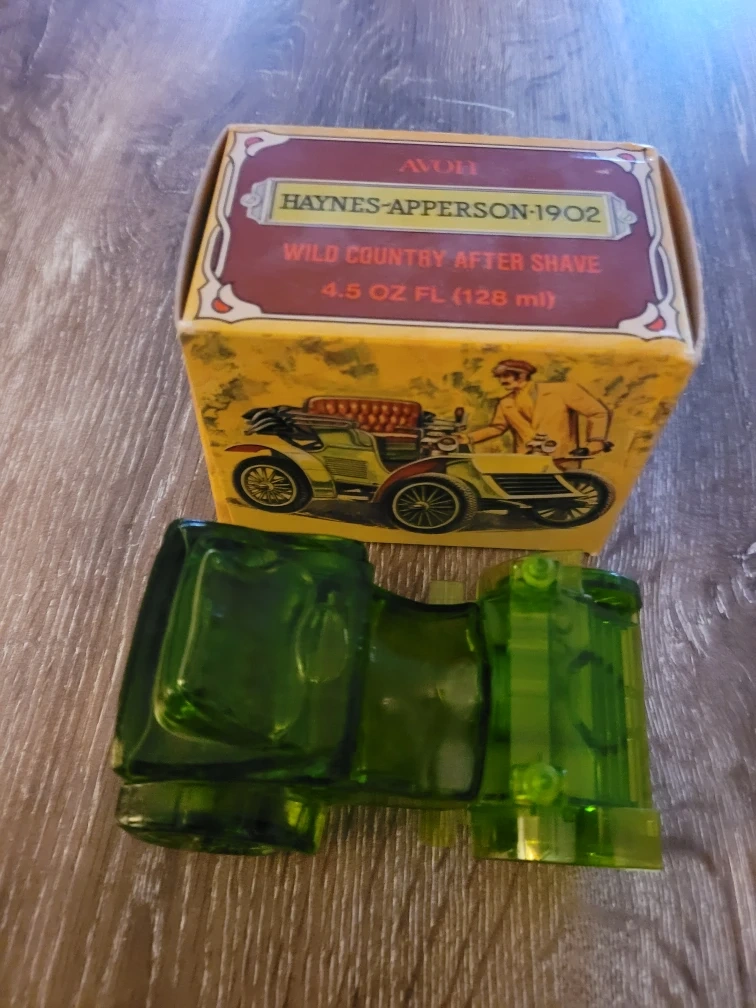 AVON
HAYNES-APPERSON·1902
WILD COUNTRY AFTER SHAVE
4.5 OZ FL (128 ml)